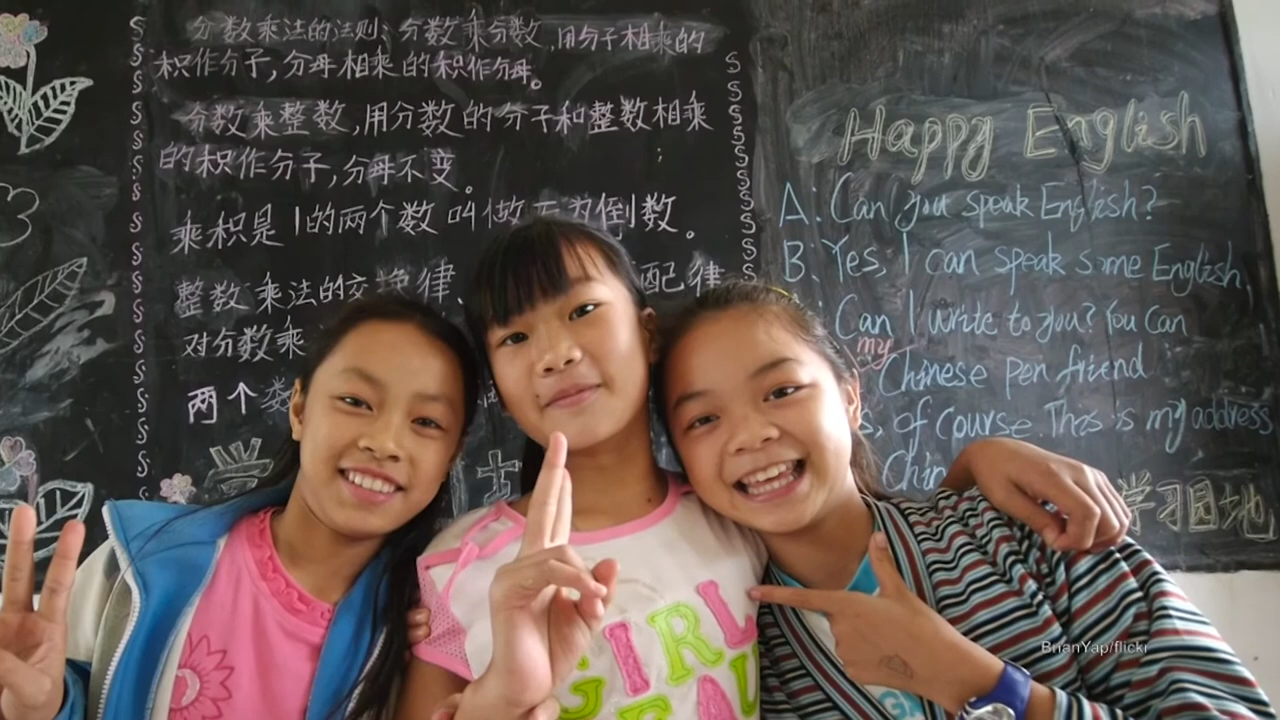 分数乘法的法则:分数乘分数,用分子相乘的
积作分子,分母相乘的积作分母。
分数乘整数,用分数的分子和整数相乘
的积作分子,分母不变。
乘积是1的两个数叫做互为倒数。
整数乘法的交换律、配律
对分数乘
两个
Happy English
A: Can you speak English?
B: Yes, I can speak some English,
Can I write to you? You can
my
Chinese pen friend
of course. Thas is my address
学习园地
GIRL
BrianYap/flickr